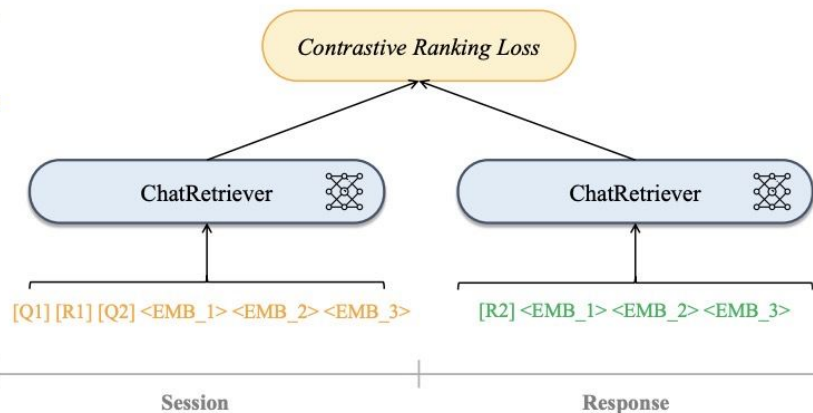 Contrastive Ranking Loss
ChatRetriever
ChatRetriever
[Q1] [R1] [Q2] <EMB_1> <EMB_2> <EMB_3>
[R2] <EMB_1> <EMB_2> <EMB_3>
Session
Response